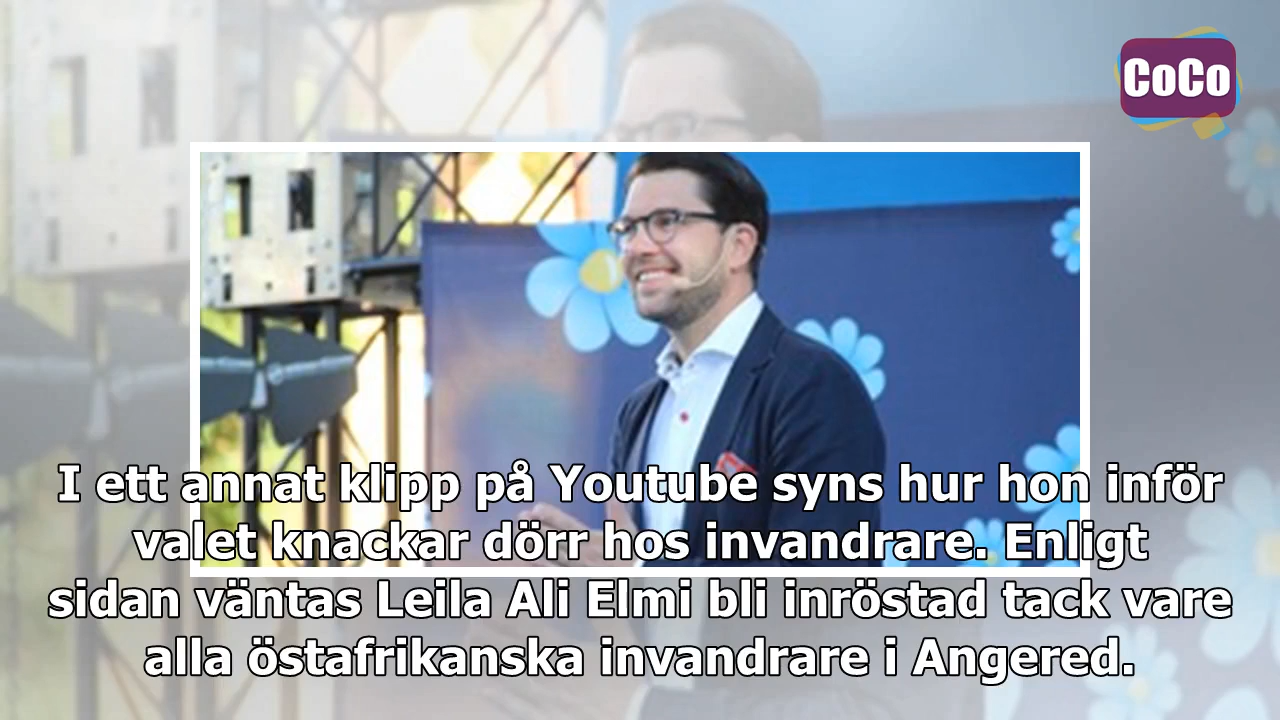 CoCo
I ett annat klipp på Youtube syns hur hon inför
valet knackar dörr hos invandrare. Enligt
sidan väntas Leila Ali Elmi bli inröstad tack vare
alla östafrikanska invandrare i Angered.